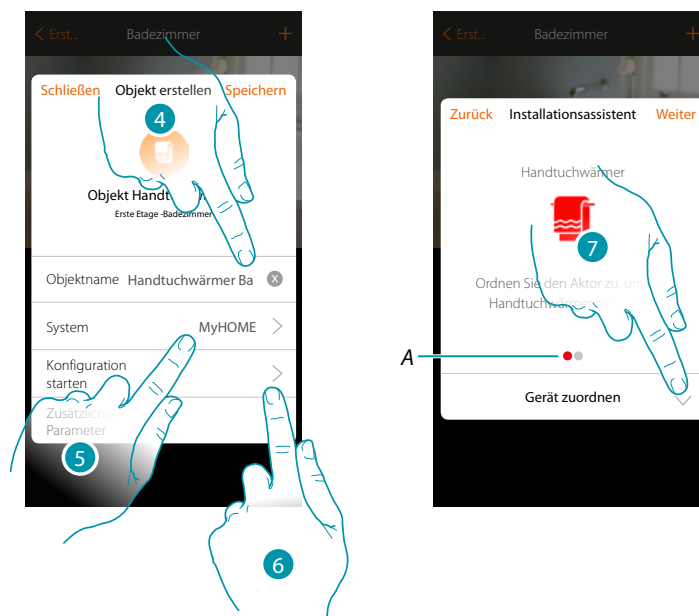 Erst... Badezimmer +
Schließen Objekt erstellen Speichern
4
Objekt Handt
Erste Etage -Badezimmer
Objektname Handtuchwärmer Ba X
System MyHOME
Konfiguration
starten
Zusätzliche
Parameter
5
6
Erst... Badezimmer +
Zurück Installationsassistent Weiter
Handtuchwärmer
7
Ordnen Sie den Aktor zu, um
A
Gerät zuordnen